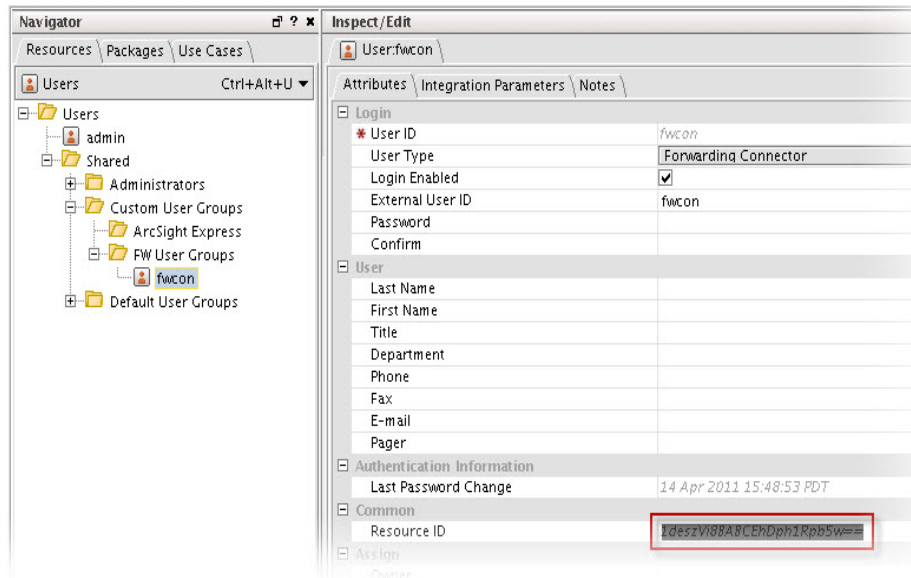 Navigator
Resources Packages Use Cases
Users Ctrl+Alt+U
Users
admin
Shared
Administrators
Custom User Groups
ArcSight Express
FW User Groups
fwcon
Default User Groups
Inspect/Edit
User:fwcon
Attributes Integration Parameters Notes
Login
* User ID fwcon
User Type Forwarding Connector
Login Enabled
External User ID fwcon
Password
Confirm
User
Last Name
First Name
Title
Department
Phone
Fax
E-mail
Pager
Authentication Information
Last Password Change 14 Apr 2011 15:48:53 PDT
Common
Resource ID 1deszVi8BABCEhDph1Rpb5w==
Assign
Owner